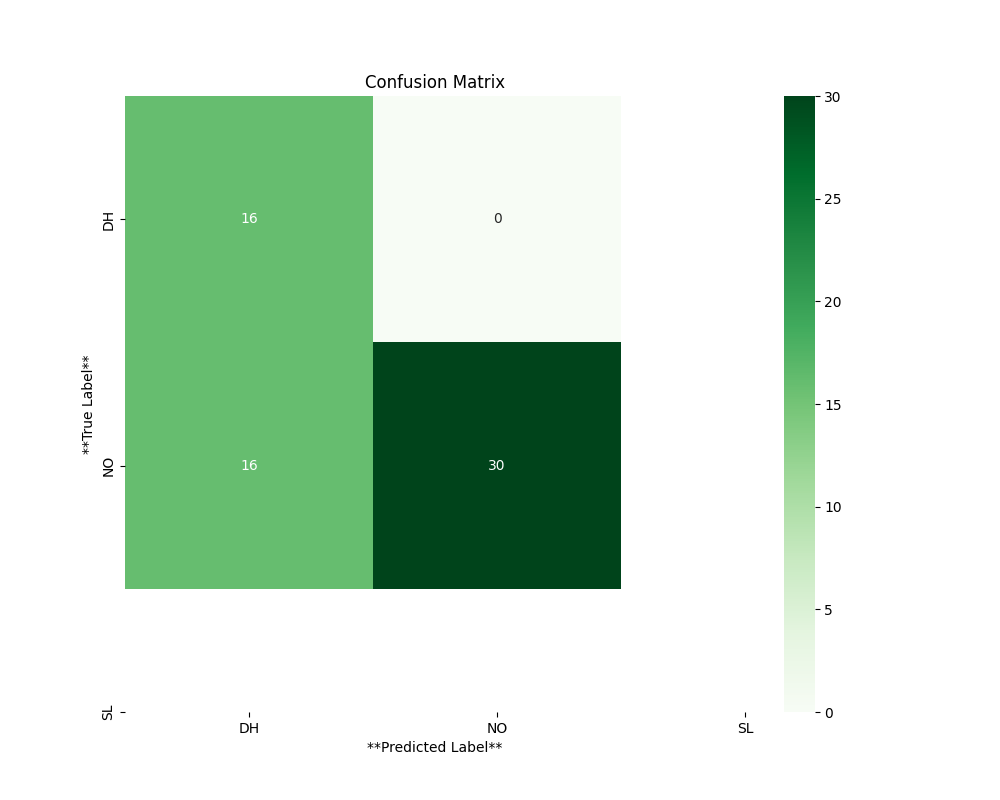 Confusion Matrix
DH
16
0
NO
16
30
SL
**True Label**
DH
NO
SL
**Predicted Label**
30
25
20
15
10
5
0